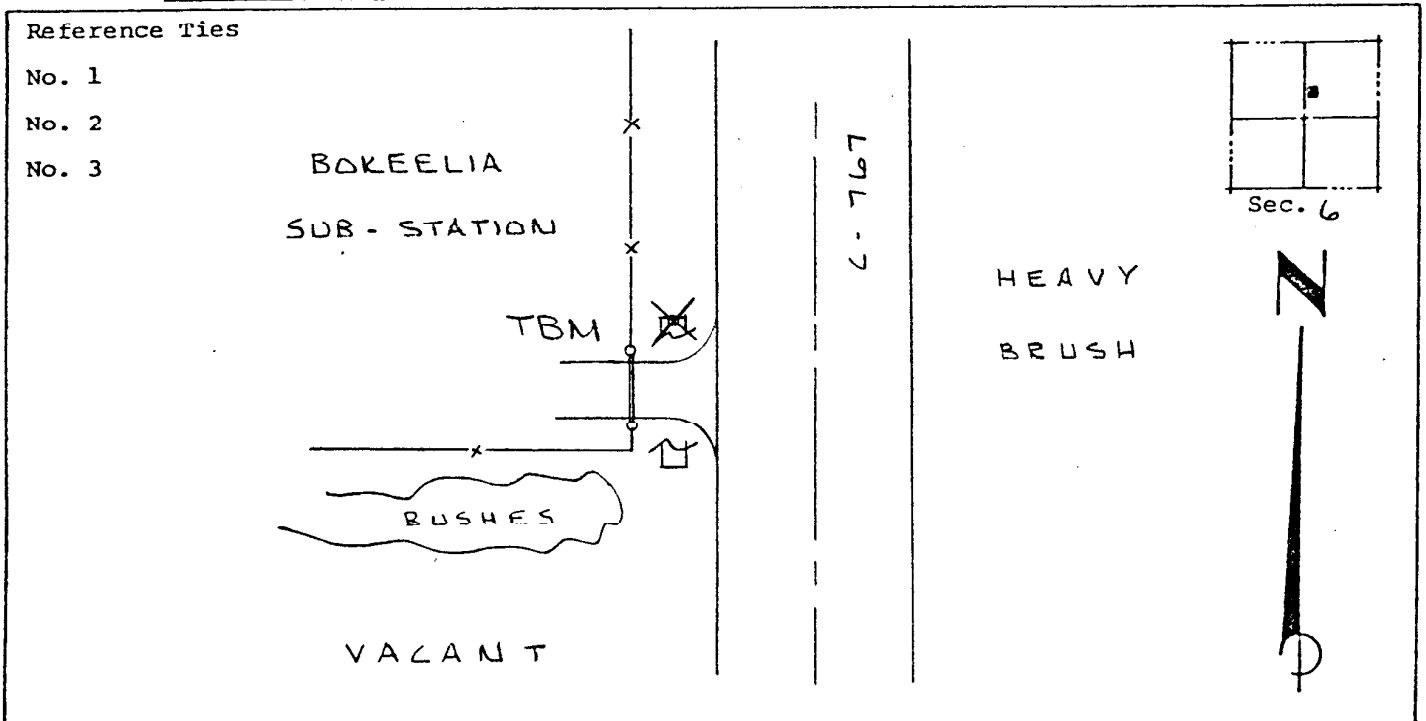 Reference Ties
No. 1
No. 2
No. 3
BOKEELIA
SUB - STATION
TBM
C - 767
Sec. 6
N
HEAVY
BRUSH
BUSHES
VACANT